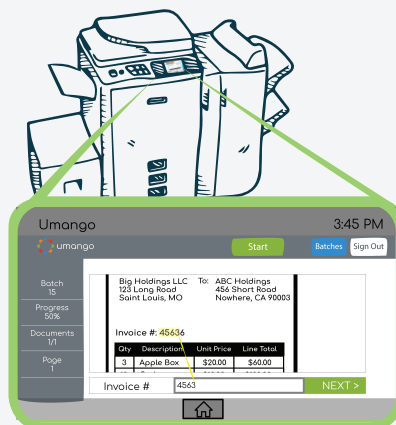 Umango 3:45 PM
umango Start Batches Sign Out
Batch
15
Progress
50%
Documents
1/1
Page
1
Big Holdings LLC To: ABC Holdings
123 Long Road 456 Short Road
Saint Louis, MO Nowhere, CA 90003
Invoice #: 45636
Qty Description Unit Price Line Total
3 Apple Box $20.00 $60.00
Invoice # 4563 NEXT >